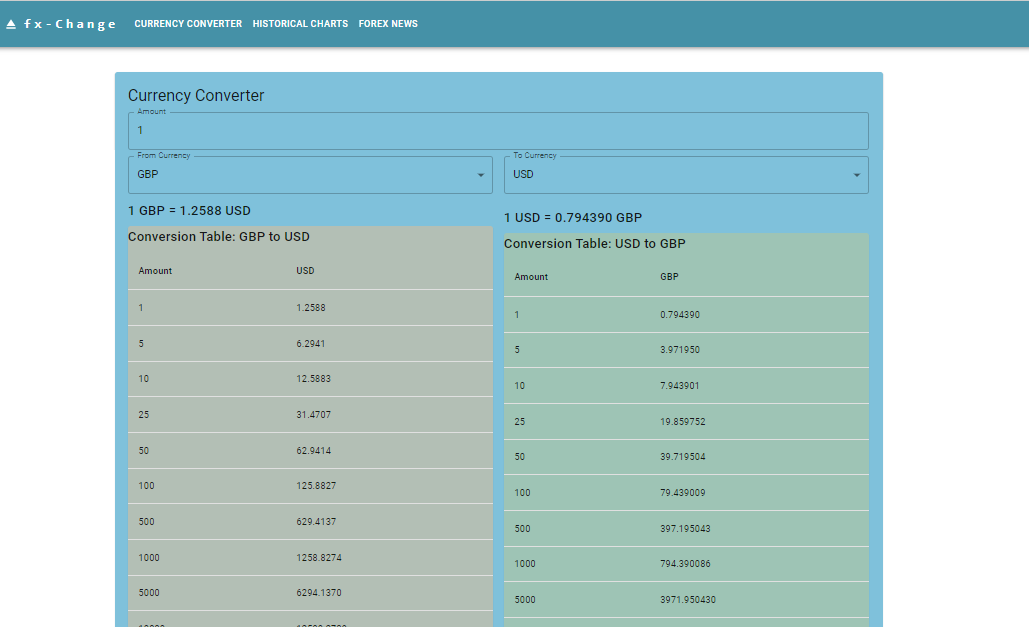 fx-Change CURRENCY CONVERTER HISTORICAL CHARTS FOREX NEWS
Currency Converter
Amount
1
From Currency
GBP
To Currency
USD
1 GBP = 1.2588 USD
Conversion Table: GBP to USD
Amount USD
1 1.2588
5 6.2941
10 12.5883
25 31.4707
50 62.9414
100 125.8827
500 629.4137
1000 1258.8274
5000 6294.1370
1 USD = 0.794390 GBP
Conversion Table: USD to GBP
Amount GBP
1 0.794390
5 3.971950
10 7.943901
25 19.859752
50 39.719504
100 79.439009
500 397.195043
1000 794.390086
5000 3971.950430